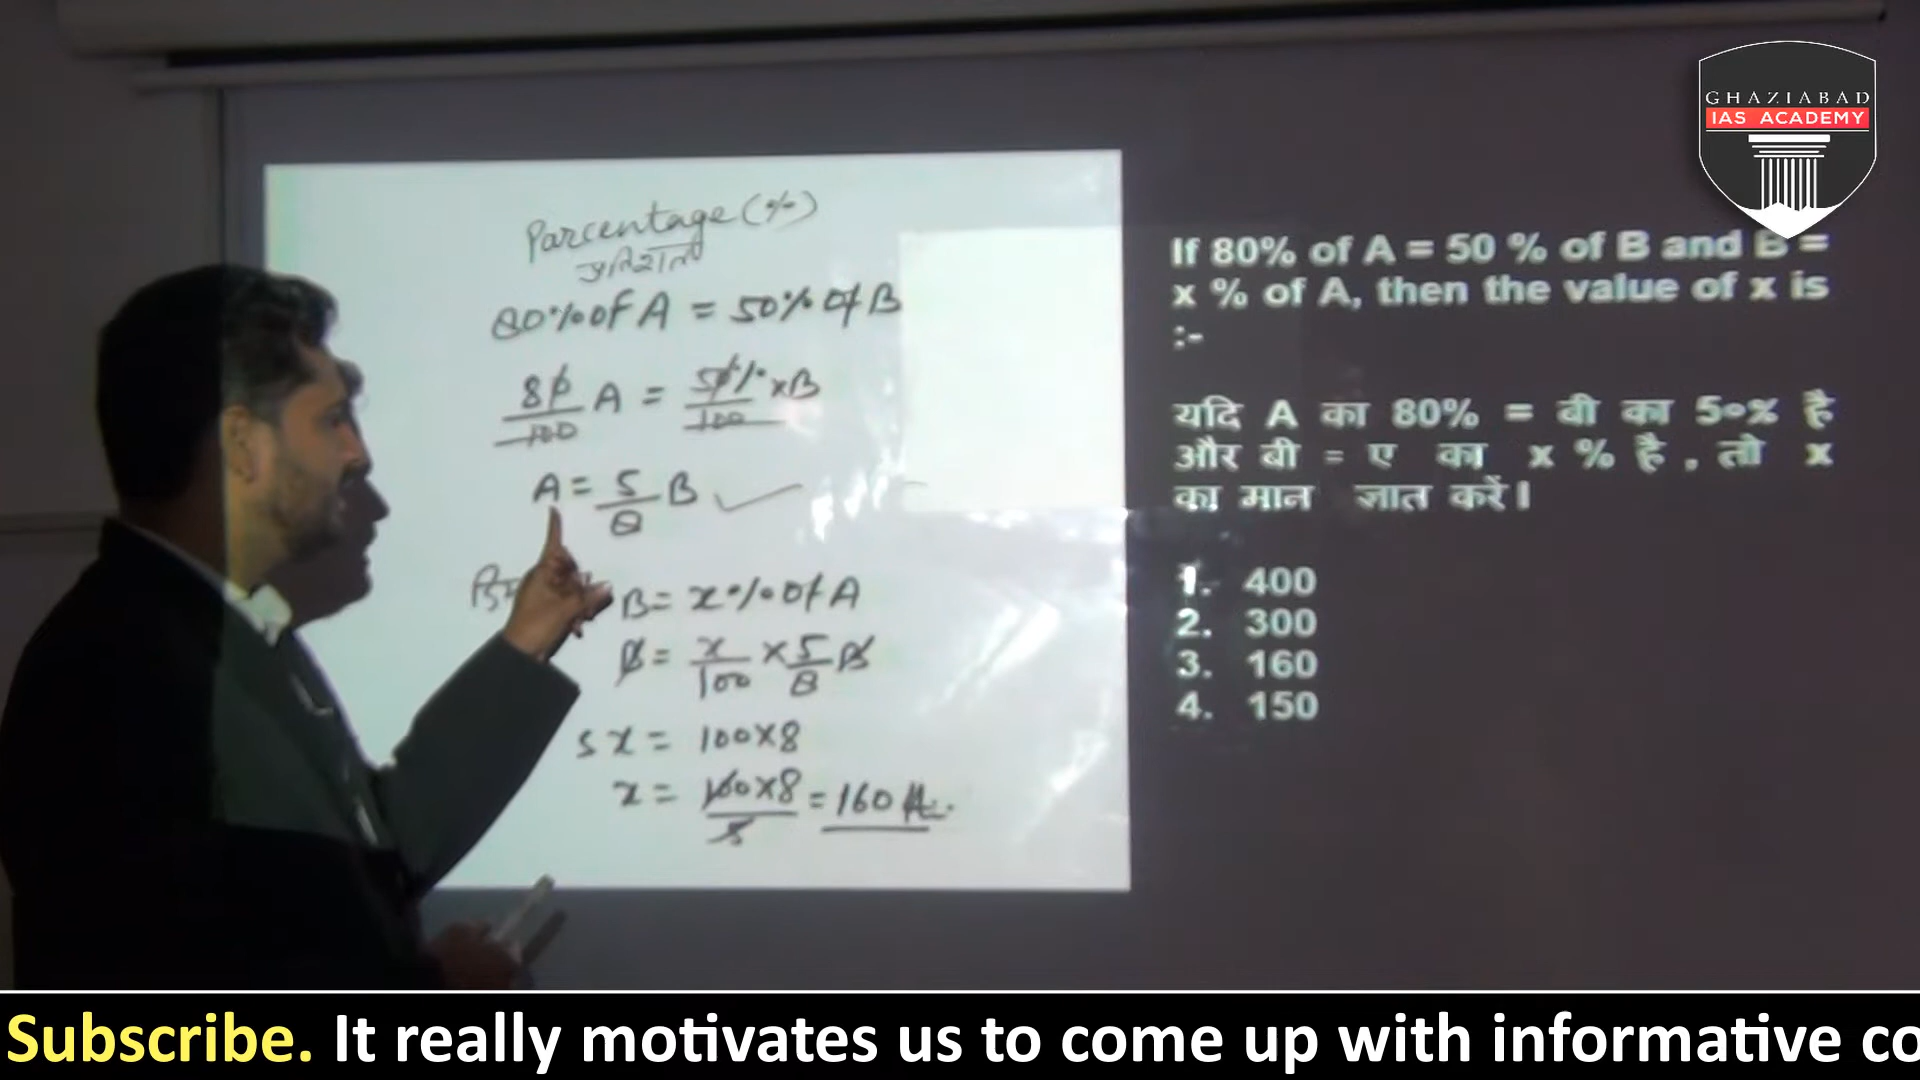 GHAZIABAD
IAS ACADEMY
Parcentage (%)
प्रतिशत
80% of A = 50% of B
80/100 A = 50%/100 × B
A = 5/8 B ✓
B = x% of A
B = x/100 × 5/8 B
5x = 100×8
x = 100×8/5 = 160
If 80% of A = 50 % of B and B =
x % of A, then the value of x is
:-
यदि A का 80% = बी का 50% है
और बी = ए का x % है , तो x
का मान ज्ञात करें ।
1. 400
2. 300
3. 160
4. 150
Subscribe. It really motivates us to come up with informative co